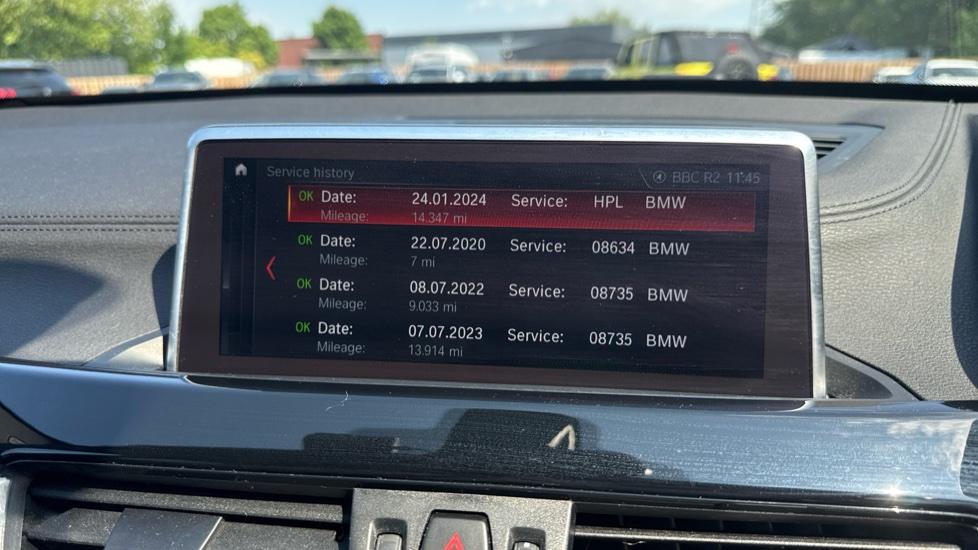 Service history BBC R2 11:45
OK Date: 24.01.2024 Service: HPL BMW
Mileage: 14.347 mi
OK Date: 22.07.2020 Service: 08634 BMW
Mileage: 7 mi
OK Date: 08.07.2022 Service: 08735 BMW
Mileage: 9.033 mi
OK Date: 07.07.2023 Service: 08735 BMW
Mileage: 13.914 mi